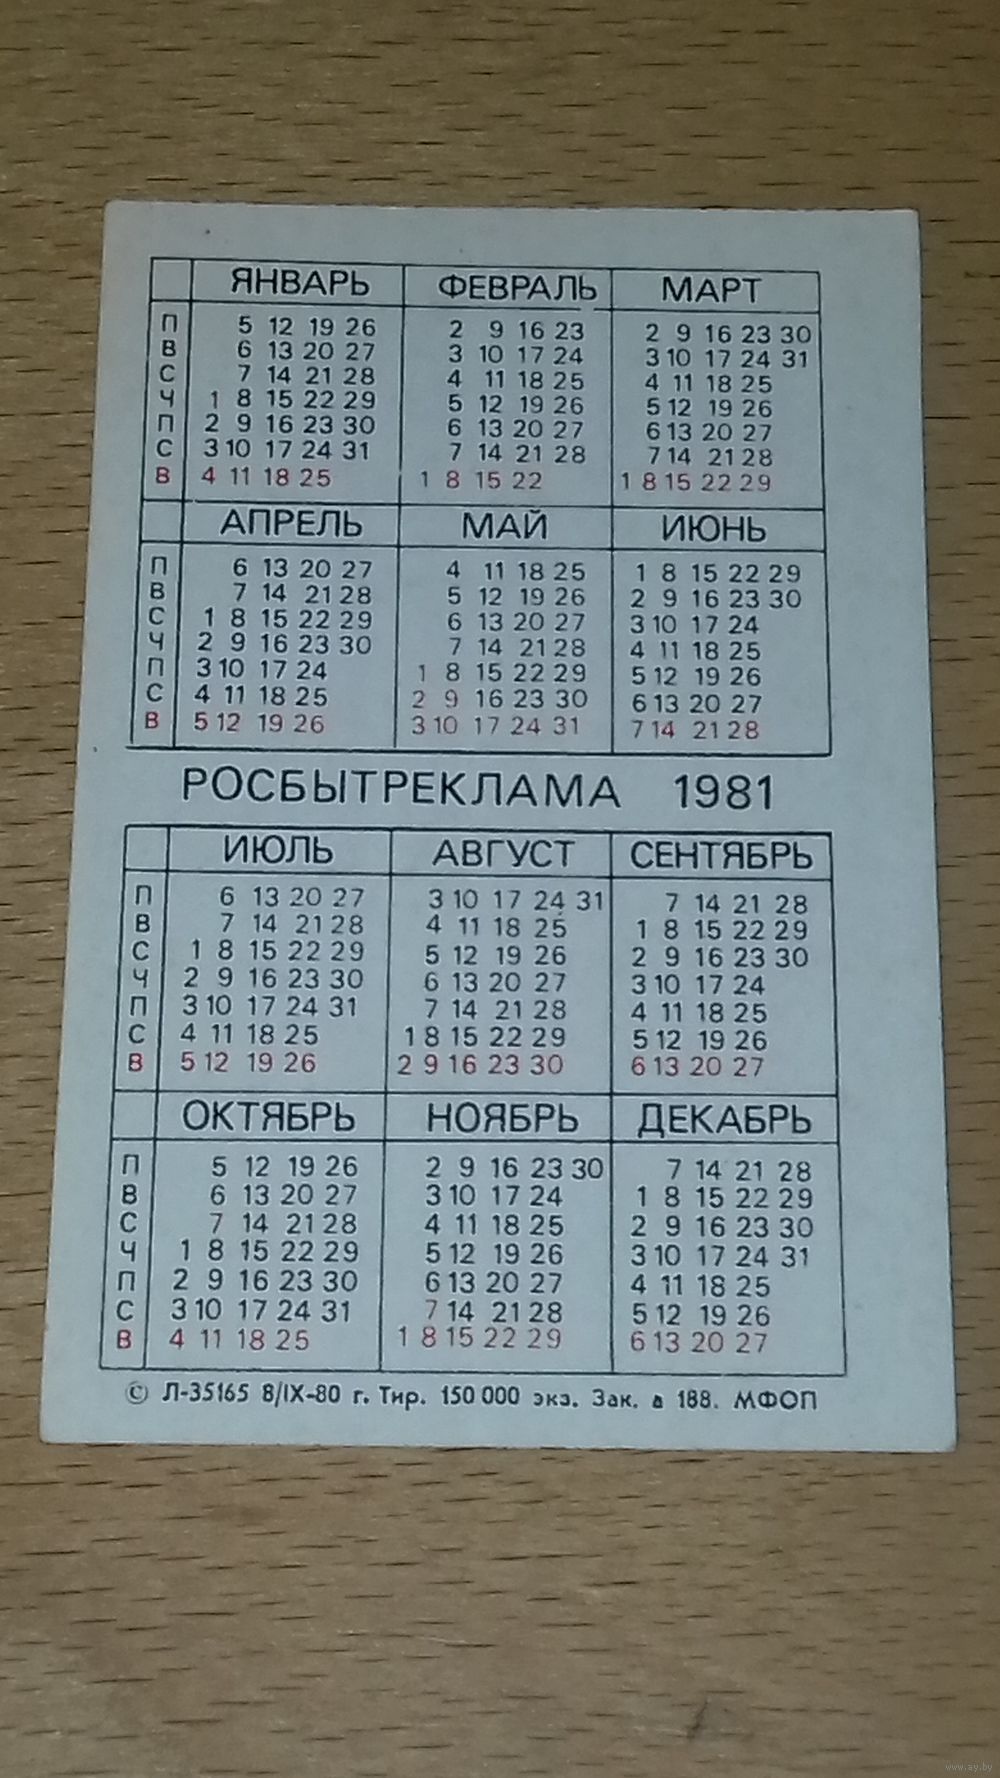 ЯНВАРЬ ФЕВРАЛЬ МАРТ
П 5 12 19 26 2 9 16 23 2 9 16 23 30
В 6 13 20 27 3 10 17 24 3 10 17 24 31
С 7 14 21 28 4 11 18 25 4 11 18 25
Ч 1 8 15 22 29 5 12 19 26 5 12 19 26
П 2 9 16 23 30 6 13 20 27 6 13 20 27
С 3 10 17 24 31 7 14 21 28 7 14 21 28
В 4 11 18 25 1 8 15 22 1 8 15 22 29
АПРЕЛЬ МАЙ ИЮНЬ
П 6 13 20 27 4 11 18 25 1 8 15 22 29
В 7 14 21 28 5 12 19 26 2 9 16 23 30
С 1 8 15 22 29 6 13 20 27 3 10 17 24
Ч 2 9 16 23 30 7 14 21 28 4 11 18 25
П 3 10 17 24 1 8 15 22 29 5 12 19 26
С 4 11 18 25 2 9 16 23 30 6 13 20 27
В 5 12 19 26 3 10 17 24 31 7 14 21 28
РОСБЫТРЕКЛАМА 1981
ИЮЛЬ АВГУСТ СЕНТЯБРЬ
П 6 13 20 27 3 10 17 24 31 7 14 21 28
В 7 14 21 28 4 11 18 25 1 8 15 22 29
С 1 8 15 22 29 5 12 19 26 2 9 16 23 30
Ч 2 9 16 23 30 6 13 20 27 3 10 17 24
П 3 10 17 24 31 7 14 21 28 4 11 18 25
С 4 11 18 25 1 8 15 22 29 5 12 19 26
В 5 12 19 26 2 9 16 23 30 6 13 20 27
ОКТЯБРЬ НОЯБРЬ ДЕКАБРЬ
П 5 12 19 26 2 9 16 23 30 7 14 21 28
В 6 13 20 27 3 10 17 24 1 8 15 22 29
С 7 14 21 28 4 11 18 25 2 9 16 23 30
Ч 1 8 15 22 29 5 12 19 26 3 10 17 24 31
П 2 9 16 23 30 6 13 20 27 4 11 18 25
С 3 10 17 24 31 7 14 21 28 5 12 19 26
В 4 11 18 25 1 8 15 22 29 6 13 20 27
© Л-35165 8/IX-80 г. Тир. 150 000 экз. Зак. в 188. МФОП
www.ay.by